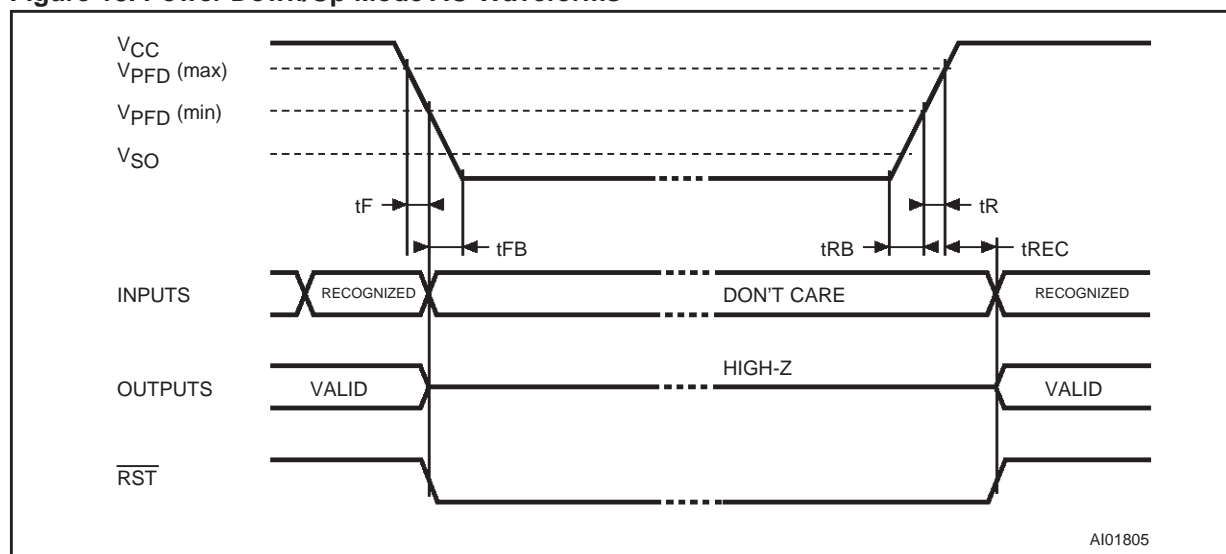 VCC
VPFD (max)
VPFD (min)
VSO
tF
tR
tFB
tRB
tREC
INPUTS
RECOGNIZED
DON'T CARE
RECOGNIZED
HIGH-Z
OUTPUTS
VALID
VALID
RST
AI01805